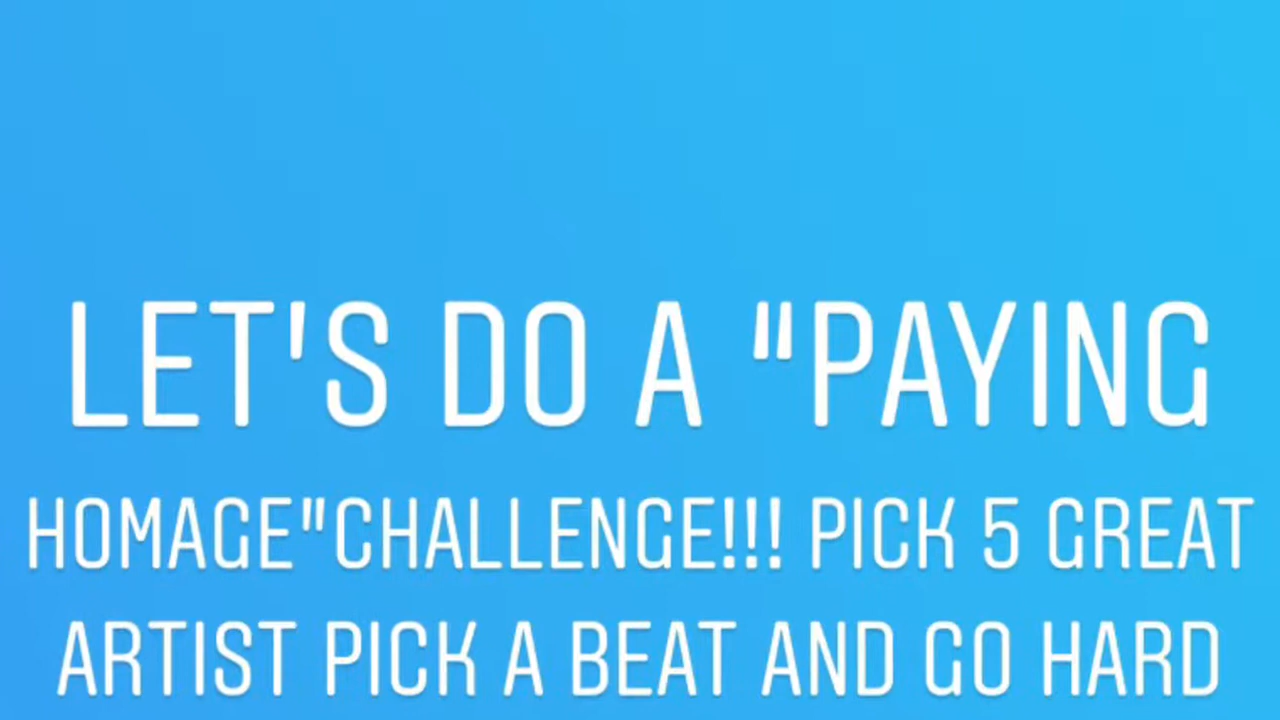 LET'S DO A "PAYING
HOMAGE"CHALLENGE!!! PICK 5 GREAT
ARTIST PICK A BEAT AND GO HARD